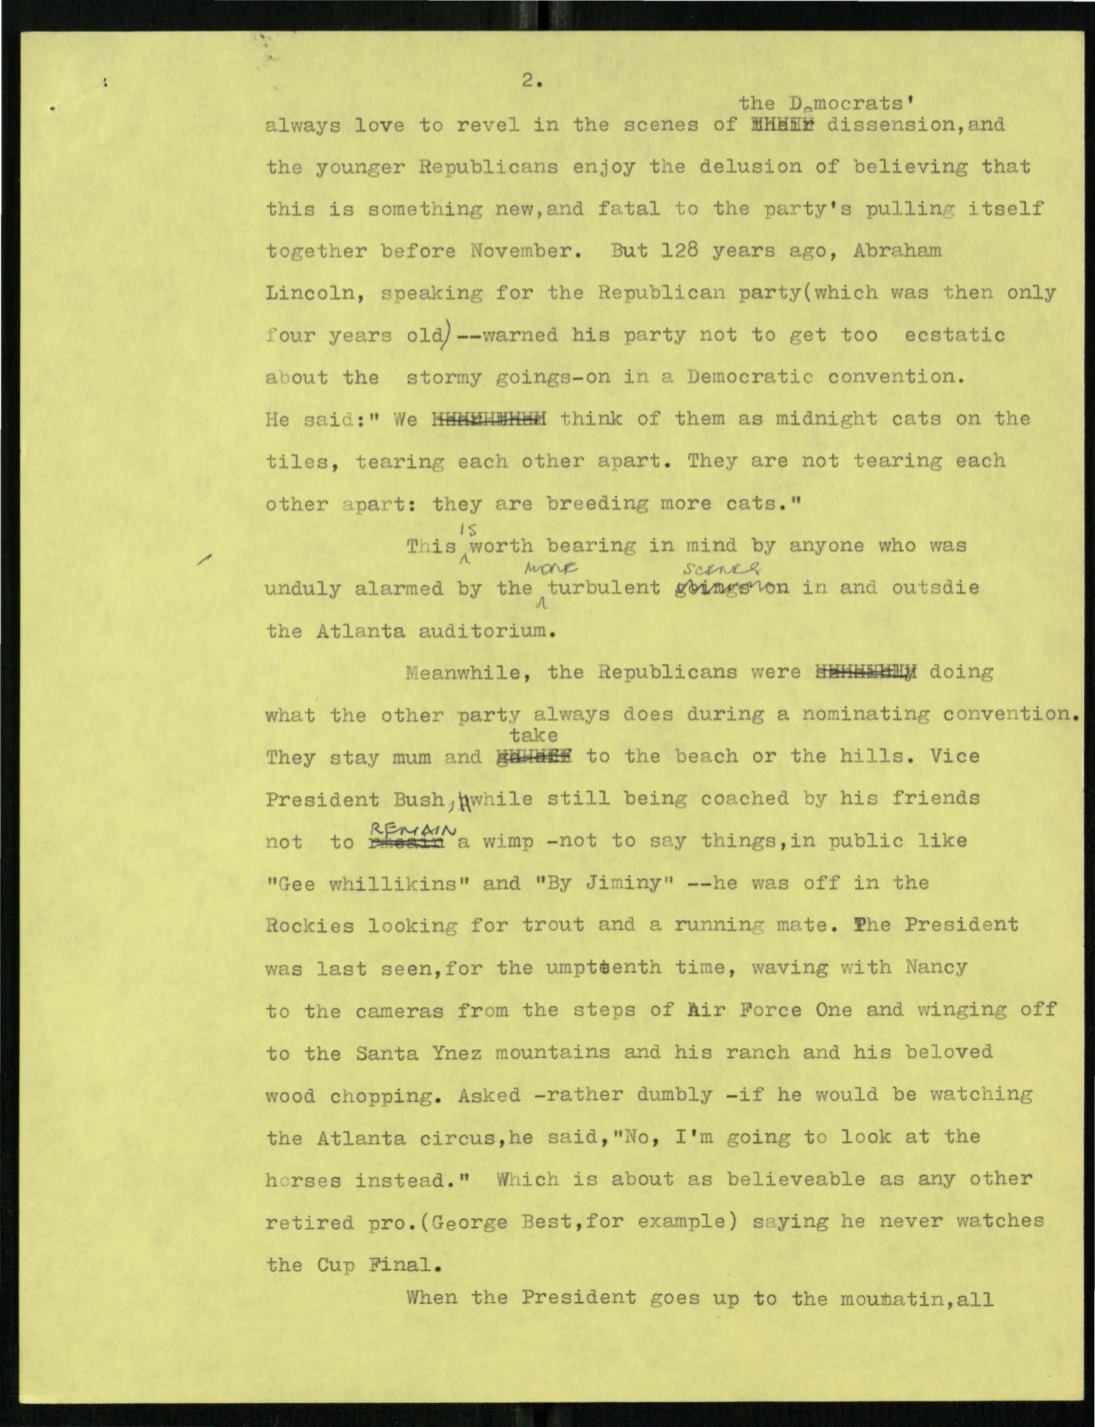 2.
the Democrats'
always love to revel in the scenes of their dissension,and
the younger Republicans enjoy the delusion of believing that
this is something new,and fatal to the party's pulling itself
together before November. But 128 years ago, Abraham
Lincoln, speaking for the Republican party(which was then only
four years old)--warned his party not to get too ecstatic
about the stormy goings-on in a Democratic convention.
He said:" We think of them as midnight cats on the
tiles, tearing each other apart. They are not tearing each
other apart: they are breeding more cats."
IS
This worth bearing in mind by anyone who was
more scenes
unduly alarmed by the turbulent goings on in and outsdie
the Atlanta auditorium.
Meanwhile, the Republicans were doing
what the other party always does during a nominating convention.
take
They stay mum and to the beach or the hills. Vice
President Bush, while still being coached by his friends
REMAIN
not to a wimp -not to say things,in public like
"Gee whillikins" and "By Jiminy" --he was off in the
Rockies looking for trout and a running mate. The President
was last seen,for the umpteenth time, waving with Nancy
to the cameras from the steps of Air Force One and winging off
to the Santa Ynez mountains and his ranch and his beloved
wood chopping. Asked -rather dumbly -if he would be watching
the Atlanta circus,he said,"No, I'm going to look at the
horses instead." Which is about as believeable as any other
retired pro.(George Best,for example) saying he never watches
the Cup Final.
When the President goes up to the mounatin,all